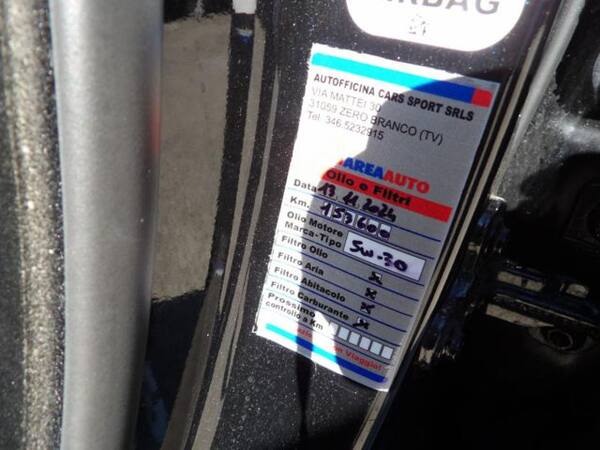 AIRBAG
AUTOFFICINA CARS SPORT SRLS
VIA MATTEI 30
31059 ZERO BRANCO (TV)
Tel. 346.5232915
AREAAUTO
Olio e Filtri
Data 13.11.2024
Km. 153600
Olio Motore
Marca-Tipo 5W-30
Filtro Olio x
Filtro Aria x
Filtro Abitacolo x
Filtro Carburante x
Prossimo
controllo a Km
Viaggio!